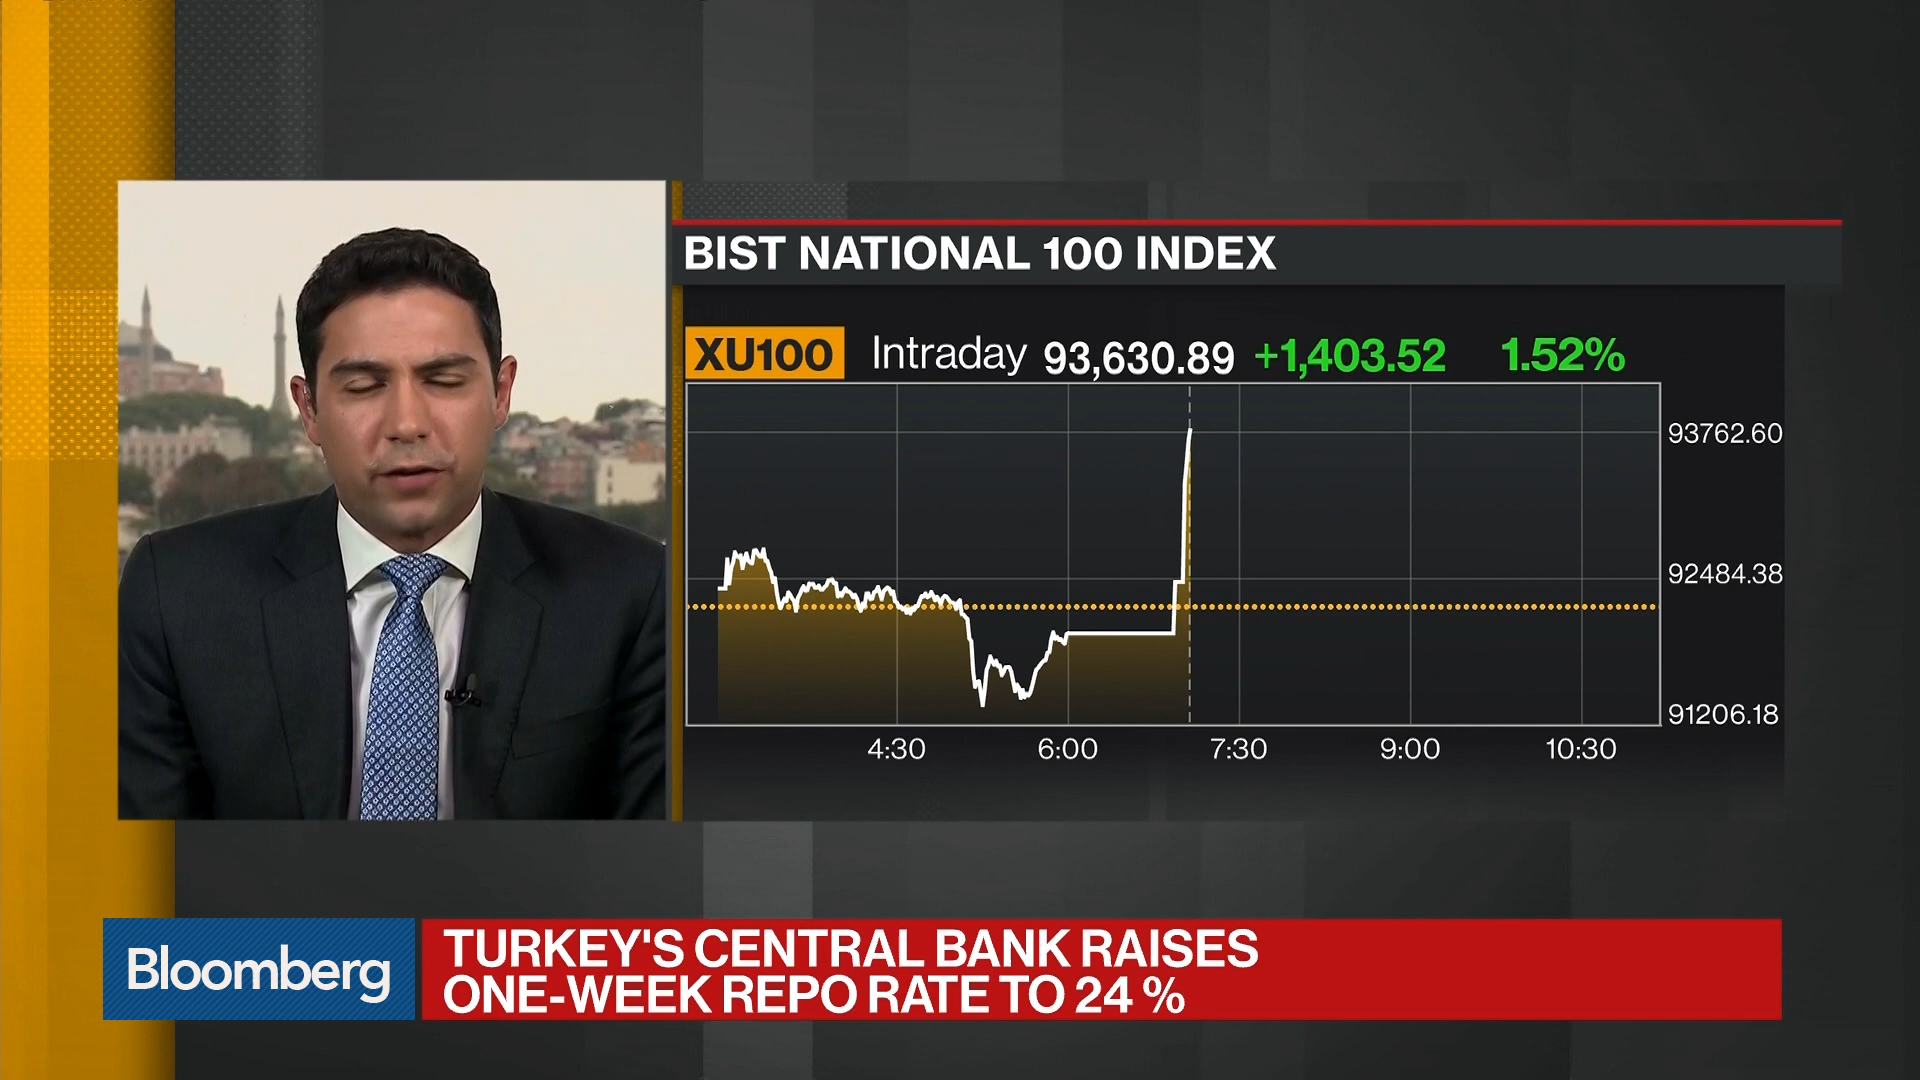 BIST NATIONAL 100 INDEX
XU100 Intraday 93,630.89 +1,403.52 1.52%
93762.60
92484.38
91206.18
4:30 6:00 7:30 9:00 10:30
Bloomberg
TURKEY'S CENTRAL BANK RAISES
ONE-WEEK REPO RATE TO 24 %